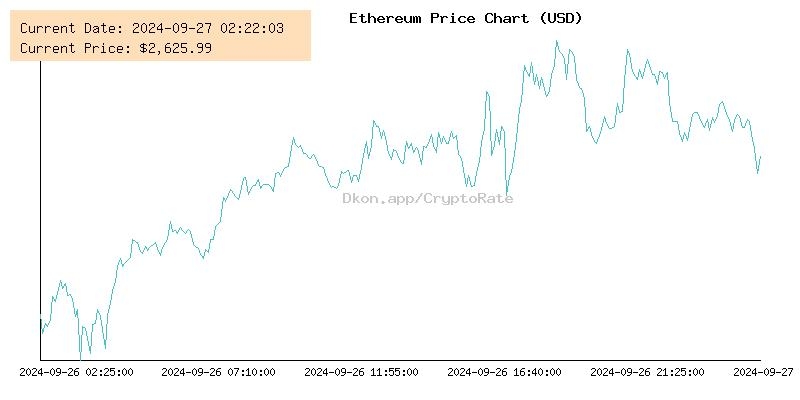 Ethereum Price Chart (USD)
Current Date: 2024-09-27 02:22:03
Current Price: $2,625.99
Dkon.app/CryptoRate
2024-09-26 02:25:00 2024-09-26 07:10:00 2024-09-26 11:55:00 2024-09-26 16:40:00 2024-09-26 21:25:00 2024-09-27